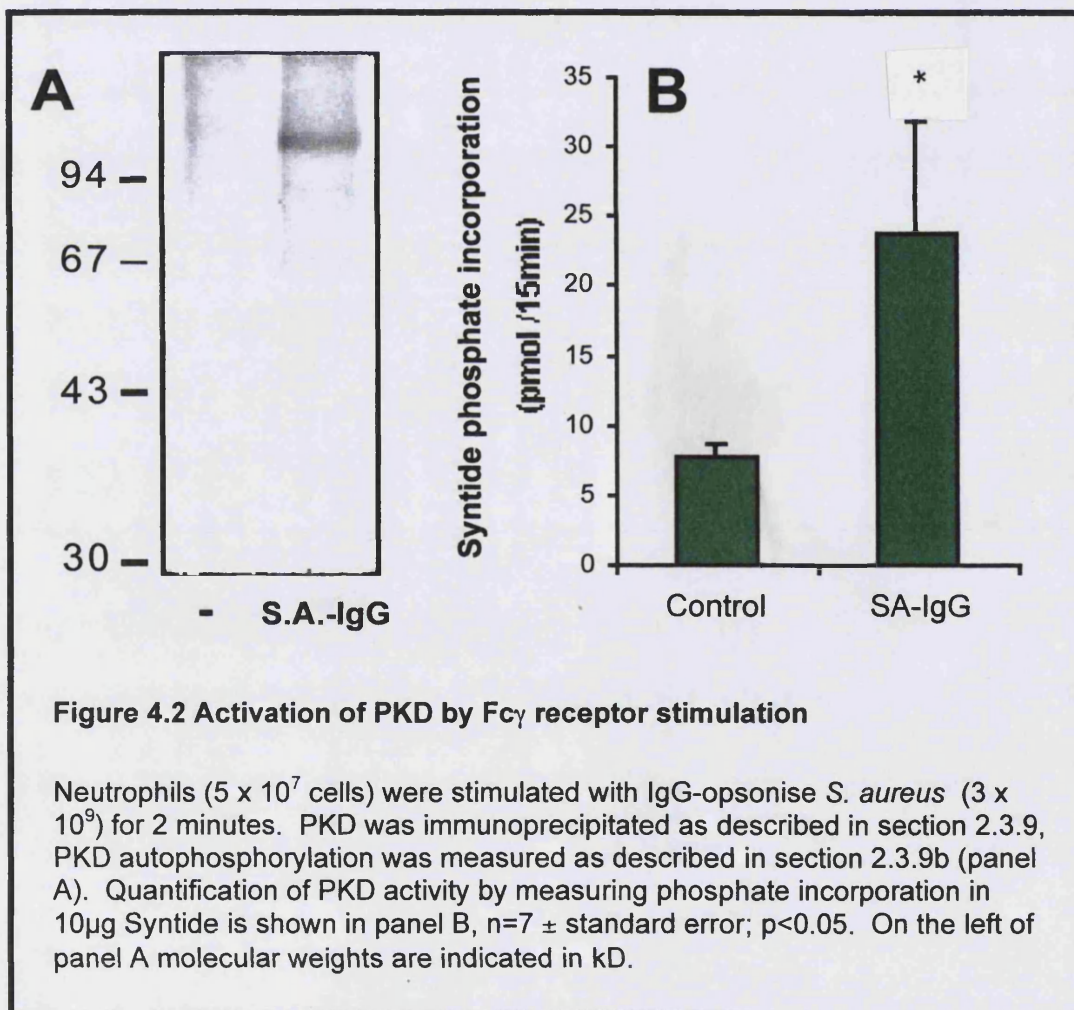 A
94
67
43
30
- S.A.-IgG
B
*
Syntide phosphate incorporation
(pmol /15min)
35
30
25
20
15
10
5
0
Control SA-IgG
Figure 4.2 Activation of PKD by Fcγ receptor stimulation
Neutrophils (5 x 10⁷ cells) were stimulated with IgG-opsonise S. aureus (3 x
10⁹) for 2 minutes. PKD was immunoprecipitated as described in section 2.3.9,
PKD autophosphorylation was measured as described in section 2.3.9b (panel
A). Quantification of PKD activity by measuring phosphate incorporation in
10µg Syntide is shown in panel B, n=7 ± standard error; p<0.05. On the left of
panel A molecular weights are indicated in kD.